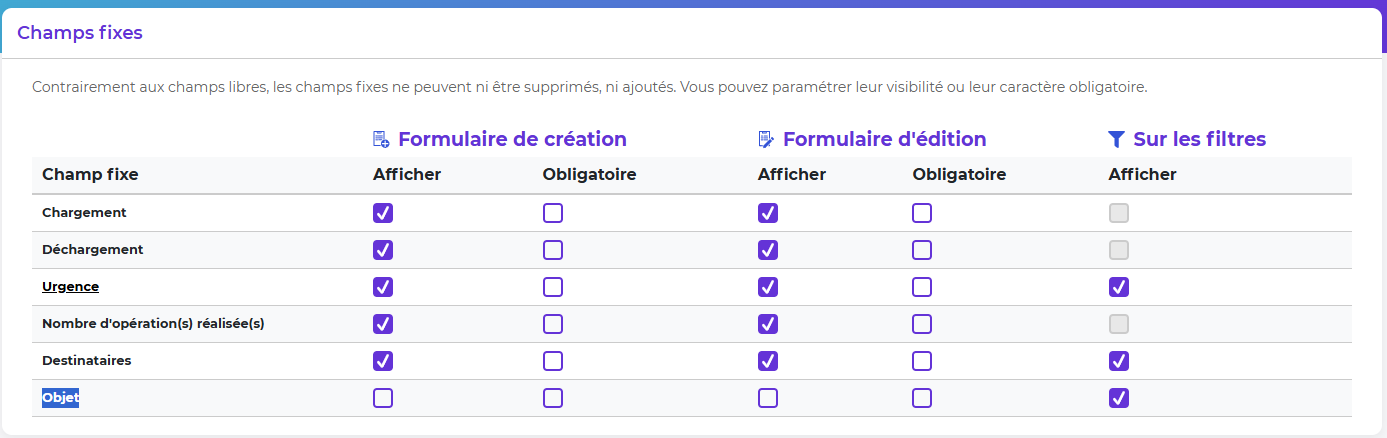 Champs fixes
Contrairement aux champs libres, les champs fixes ne peuvent ni être supprimés, ni ajoutés. Vous pouvez paramétrer leur visibilité ou leur caractère obligatoire.
Formulaire de création Formulaire d'édition Sur les filtres
Champ fixe Afficher Obligatoire Afficher Obligatoire Afficher
Chargement
Déchargement
Urgence
Nombre d'opération(s) réalisée(s)
Destinataires
Objet